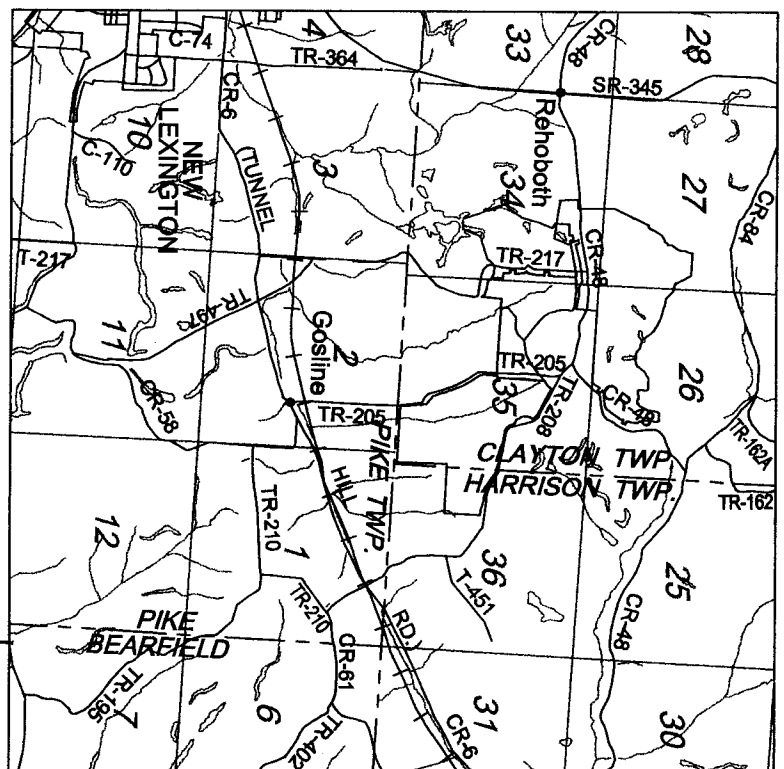 C-74
4
TR-364
33
CR-48
28
CR-6
SR-345
Rehoboth
10
C-110
NEW
LEXINGTON
(TUNNEL
3
34
27
CR-84
T-217
TR-217
CR-48
TR-497
11
Gosline
2
TR-205
35
26
CR-58
TR-205
TR-208
CR-48
TR-162A
PIKE TWP.
CLAYTON TWP.
HARRISON TWP.
TR-162
HILL
TR-210
12
1
36
T-451
25
TR-210
RD.)
CR-48
PIKE
BEARFIELD
CR-61
TR-195
7
6
TR-402
31
CR-6
30